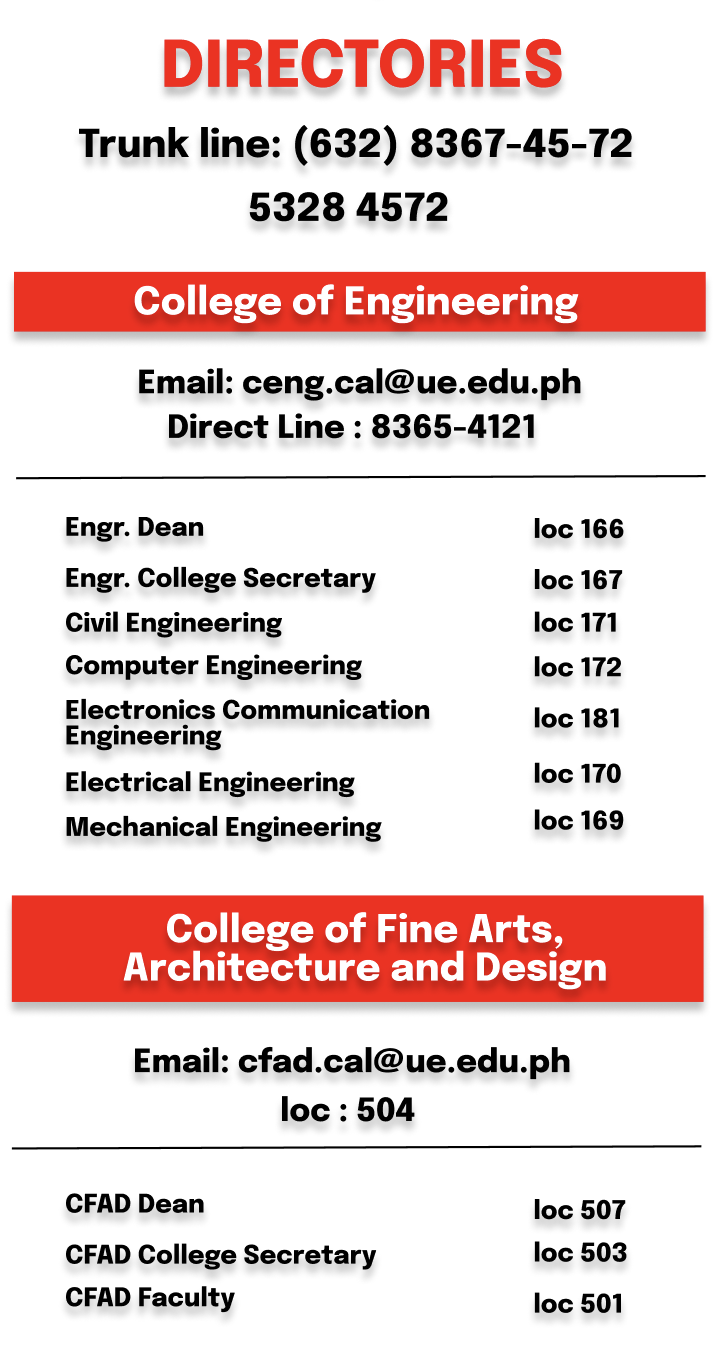 DIRECTORIES
Trunk line: (632) 8367-45-72
5328 4572
College of Engineering
Email: ceng.cal@ue.edu.ph
Direct Line : 8365-4121
Engr. Dean loc 166
Engr. College Secretary loc 167
Civil Engineering loc 171
Computer Engineering loc 172
Electronics Communication
Engineering loc 181
Electrical Engineering loc 170
Mechanical Engineering loc 169
College of Fine Arts,
Architecture and Design
Email: cfad.cal@ue.edu.ph
loc : 504
CFAD Dean loc 507
CFAD College Secretary loc 503
CFAD Faculty loc 501